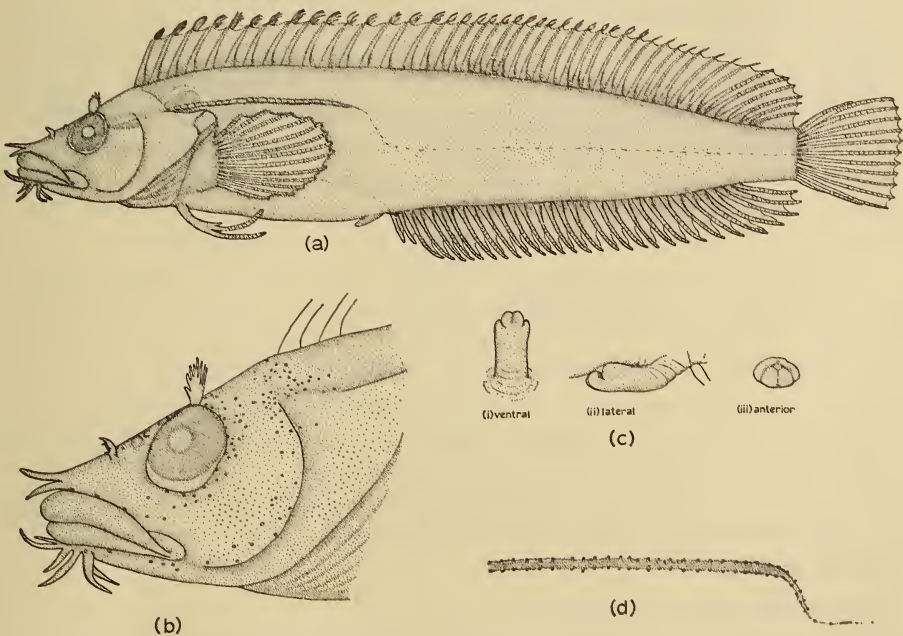 (a)
(i) ventral
(ii) lateral
(iii) anterior
(c)
(b)
(d)